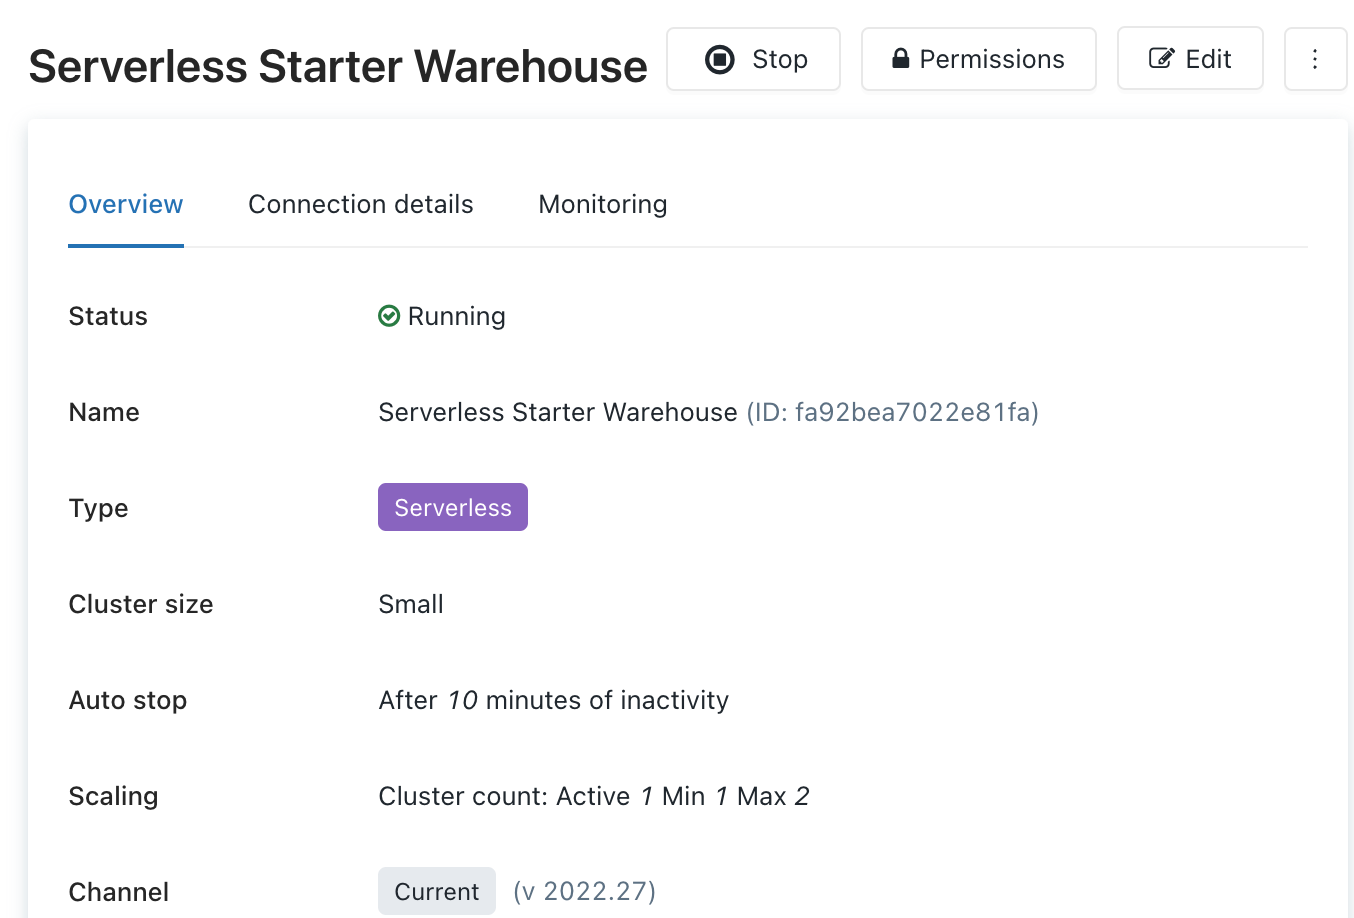 Serverless Starter Warehouse Stop Permissions Edit
Overview Connection details Monitoring
Status Running
Name Serverless Starter Warehouse (ID: fa92bea7022e81fa)
Type Serverless
Cluster size Small
Auto stop After 10 minutes of inactivity
Scaling Cluster count: Active 1 Min 1 Max 2
Channel Current (v 2022.27)